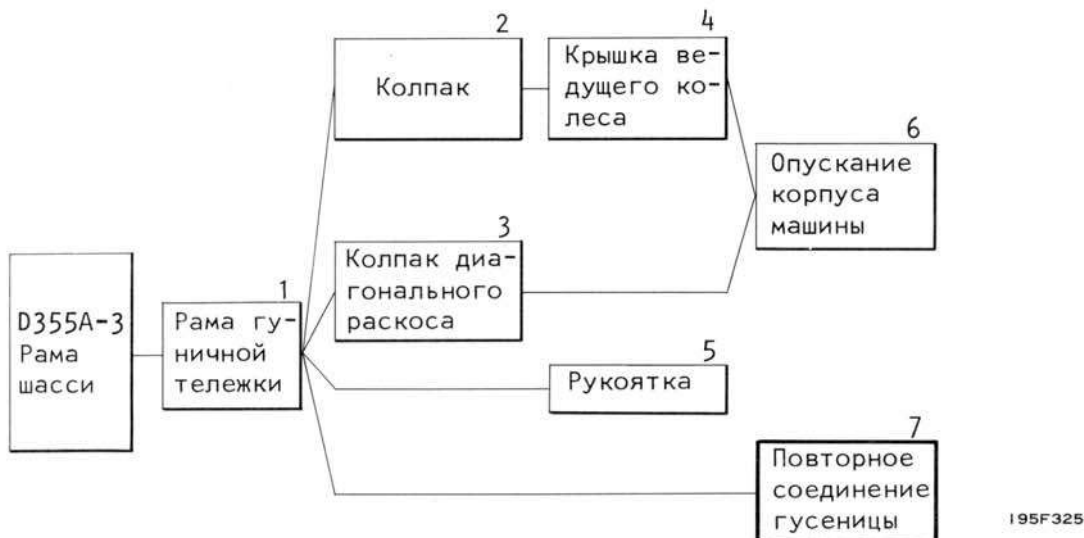 D355A-3
Рама
шасси
1
Рама гу-
ничной
тележки
2
Колпак
3
Колпак диа-
гонального
раскоса
4
Крышка ве-
дущего ко-
леса
5
Рукоятка
6
Опускание
корпуса
машины
7
Повторное
соединение
гусеницы
195F325